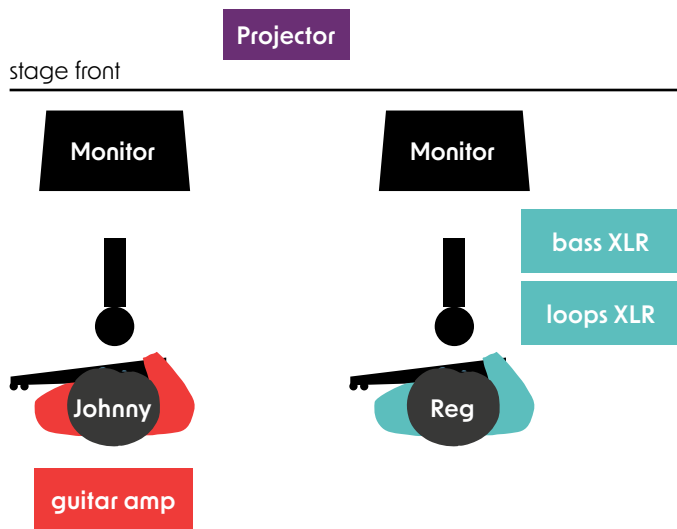 Projector
stage front
Monitor
Monitor
bass XLR
loops XLR
Johnny
Reg
guitar amp